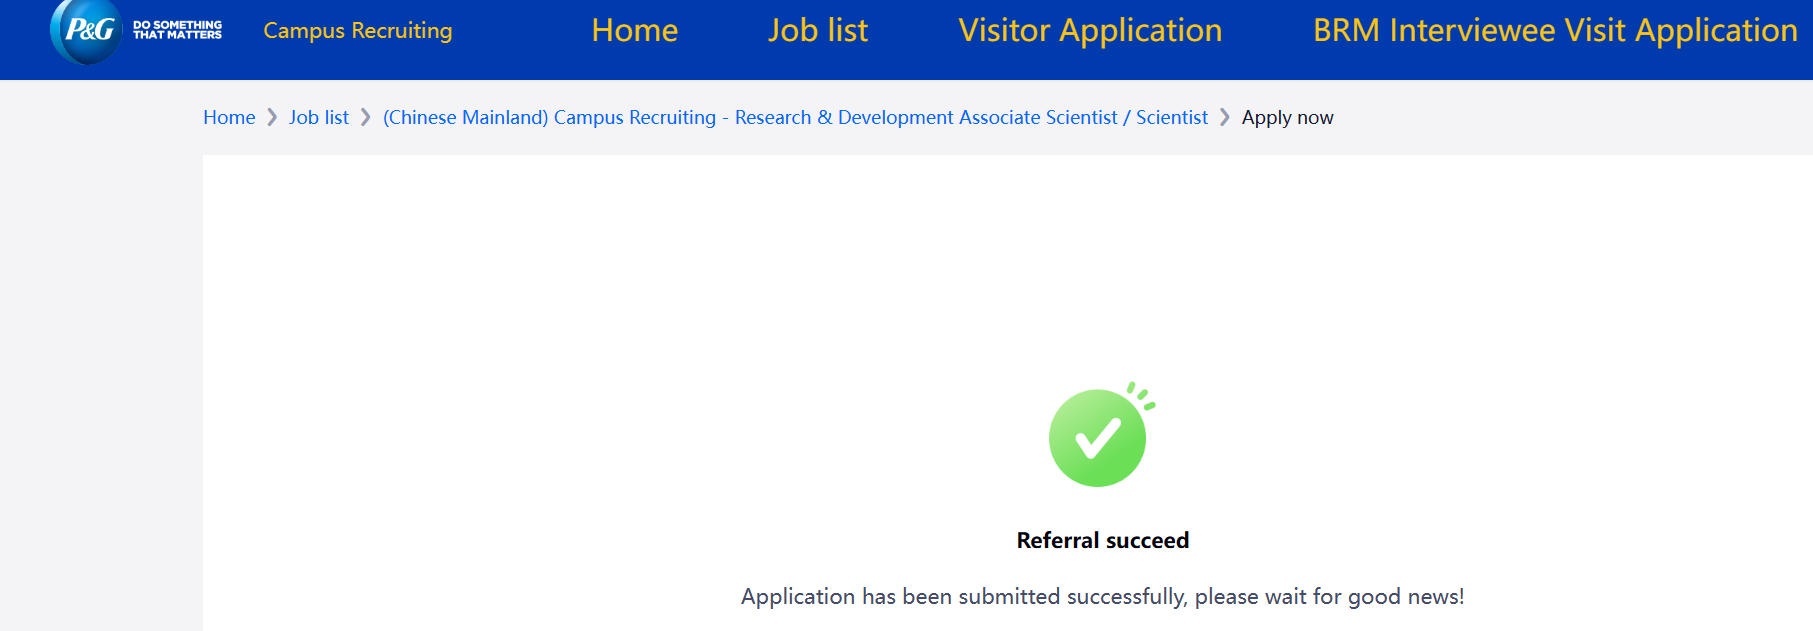 P&G
DO SOMETHING
THAT MATTERS
Campus Recruiting
Home
Job list
Visitor Application
BRM Interviewee Visit Application
Home > Job list > (Chinese Mainland) Campus Recruiting - Research & Development Associate Scientist / Scientist > Apply now
Referral succeed
Application has been submitted successfully, please wait for good news!